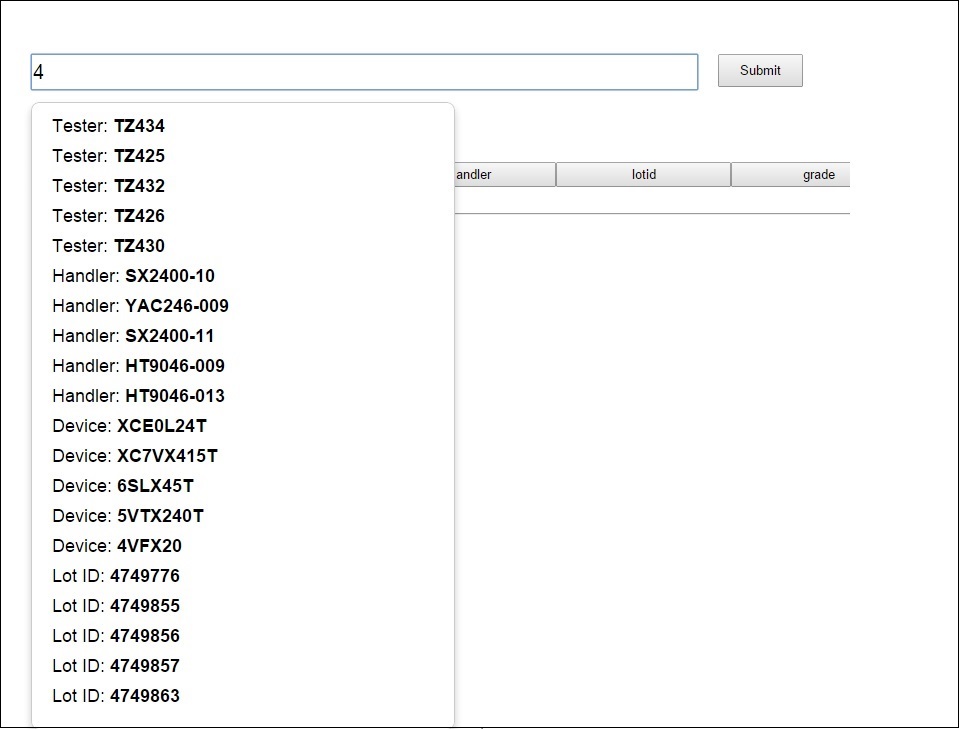 4
Submit
Tester: TZ434
Tester: TZ425
Tester: TZ432
Tester: TZ426
Tester: TZ430
Handler: SX2400-10
Handler: YAC246-009
Handler: SX2400-11
Handler: HT9046-009
Handler: HT9046-013
Device: XCE0L24T
Device: XC7VX415T
Device: 6SLX45T
Device: 5VTX240T
Device: 4VFX20
Lot ID: 4749776
Lot ID: 4749855
Lot ID: 4749856
Lot ID: 4749857
Lot ID: 4749863
andler lotid grade